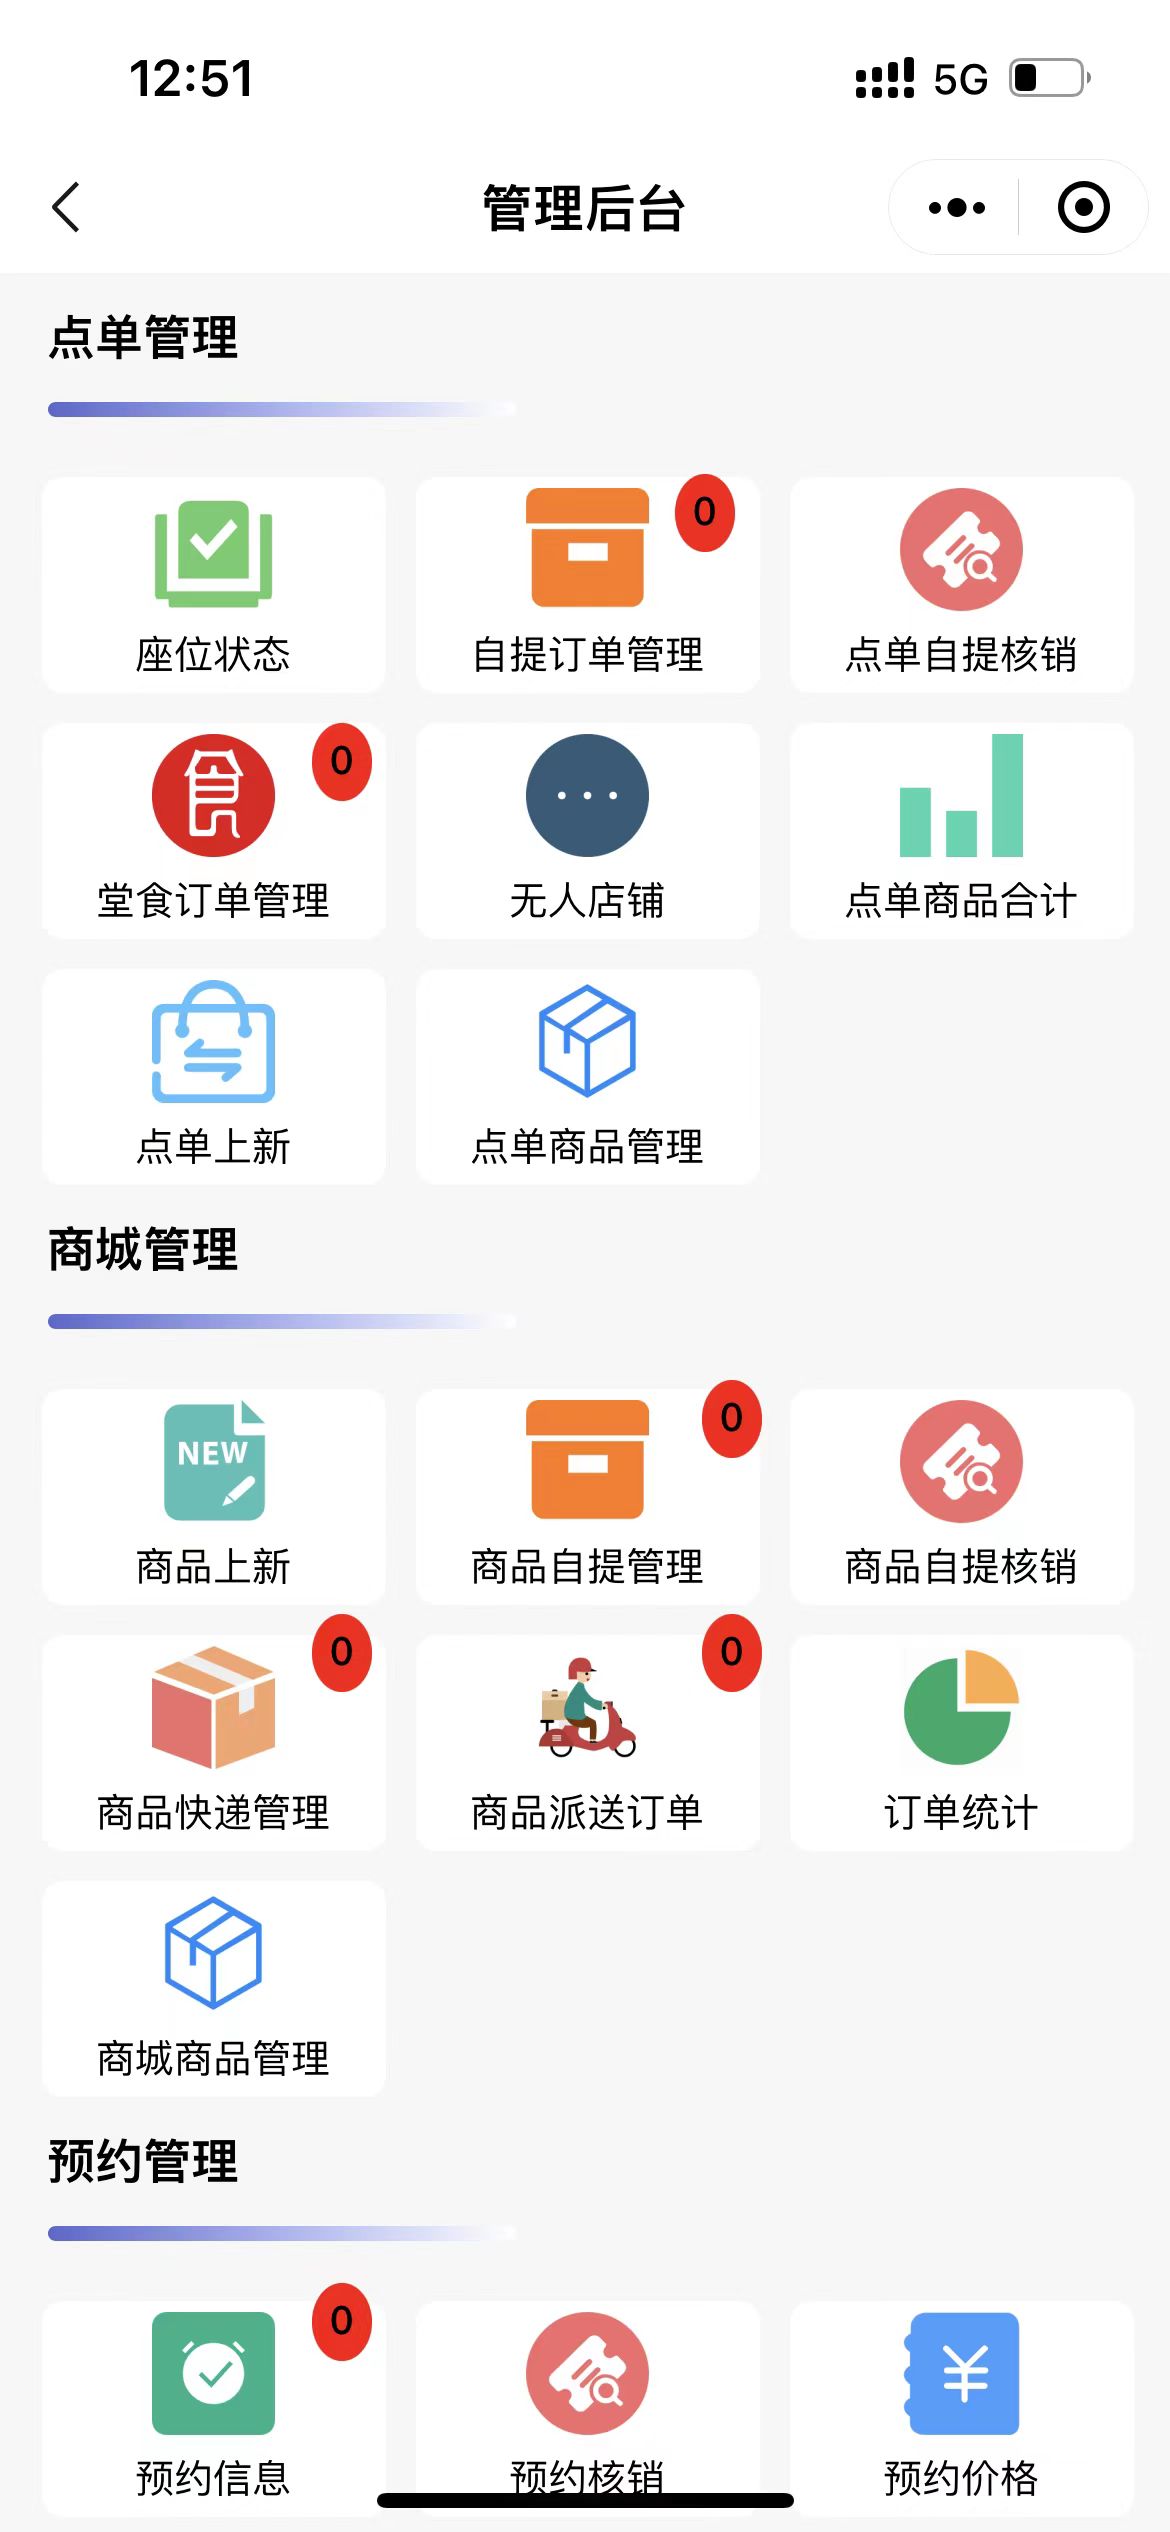 12:51 5G
管理后台
点单管理
0
座位状态 自提订单管理 点单自提核销
食 0
堂食订单管理 无人店铺 点单商品合计
点单上新 点单商品管理
商城管理
NEW 0
商品上新 商品自提管理 商品自提核销
0 0
商品快递管理 商品派送订单 订单统计
商城商品管理
预约管理
0 ¥
预约信息 预约核销 预约价格